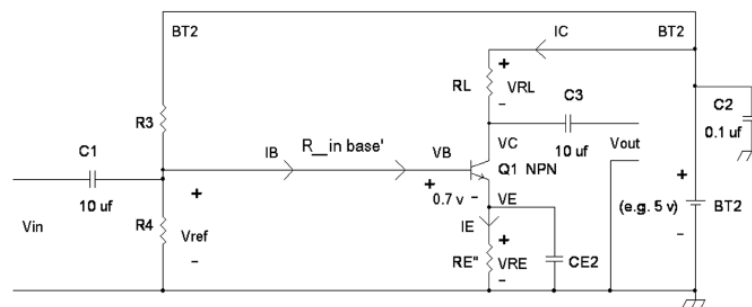 BT2
BT2
IC
+
RL
VRL
-
C3
C2
0.1 uf
R3
C1
IB
R__in base'
VB
VC
10 uf
Vout
Q1 NPN
+
0.7 v
-
VE
+
(e.g. 5 v)
BT2
-
10 uf
+
Vin
R4
Vref
-
IE
+
RE"
VRE
-
CE2